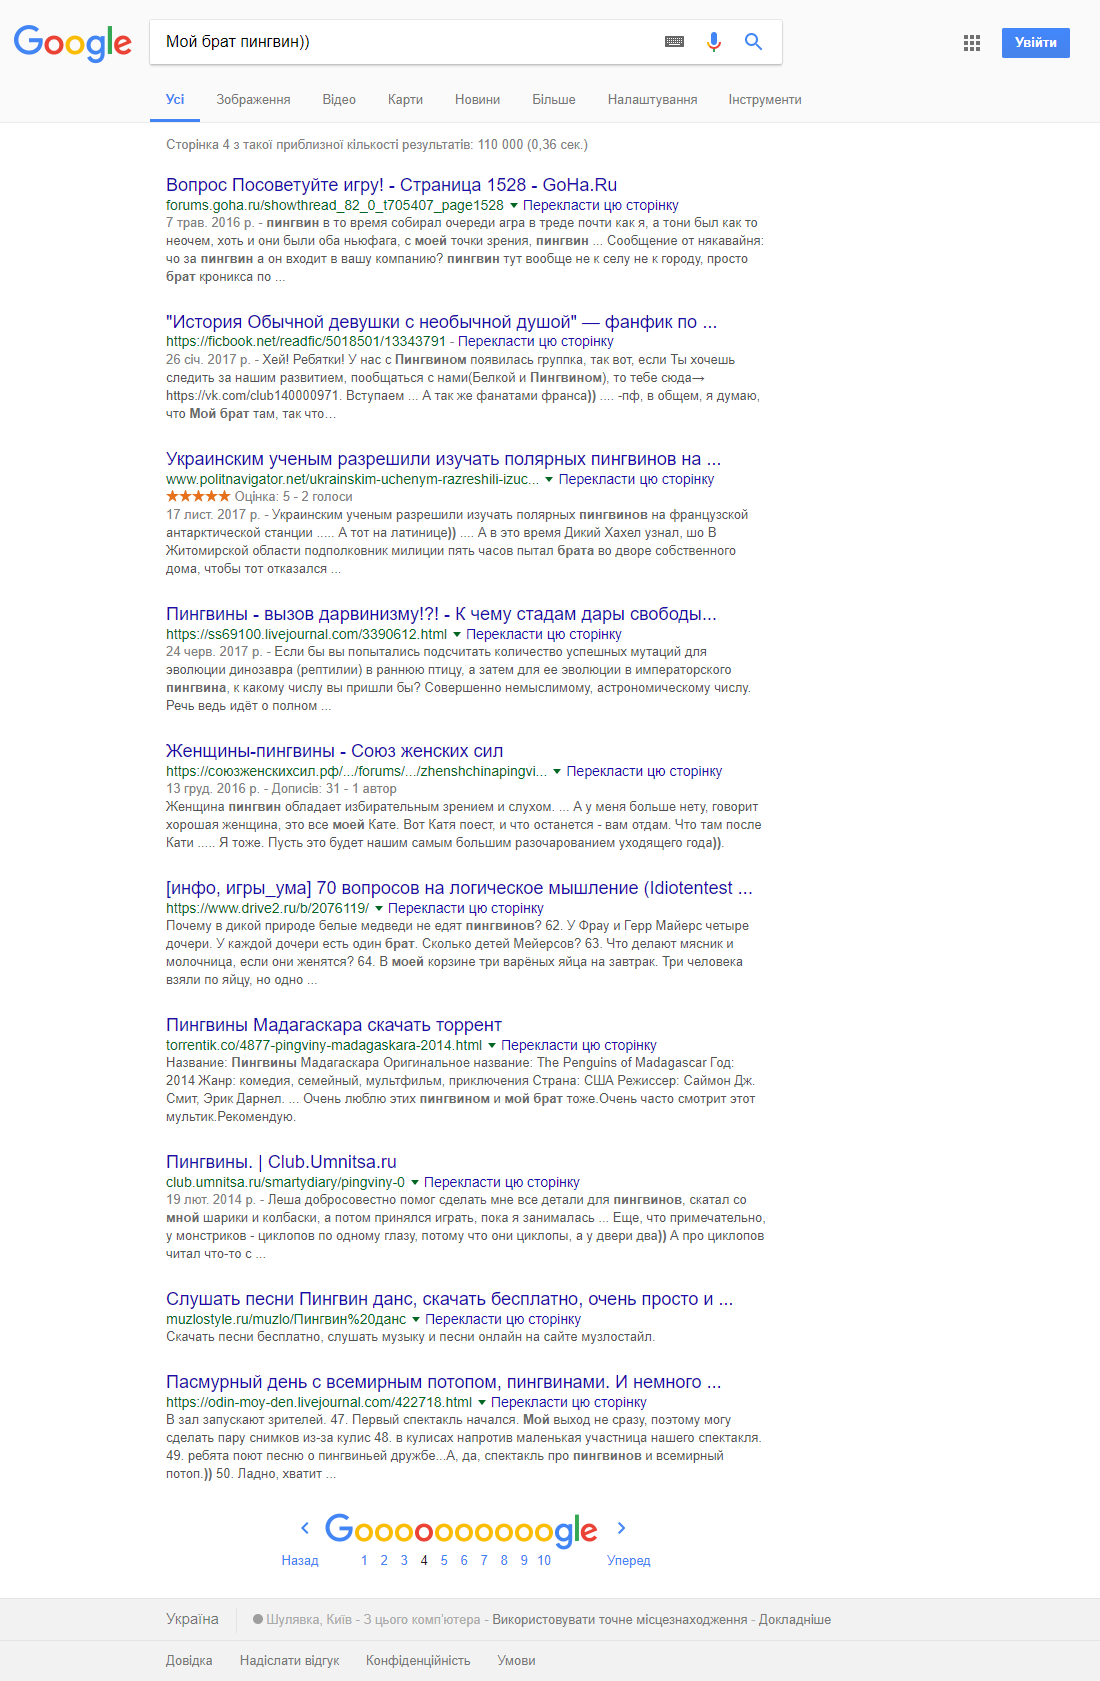 Google
Мой брат пингвин))
Увійти
Усі Зображення Відео Карти Новини Більше Налаштування Інструменти
Сторінка 4 з такої приблизної кількості результатів: 110 000 (0,36 сек.)
Вопрос Посоветуйте игру! - Страница 1528 - GoHa.Ru
forums.goha.ru/showthread_82_0_t705407_page1528 Перекласти цю сторінку
7 трав. 2016 р. - пингвин в то время собирал очереди агра в треде почти как я, а тони был как то
неочем, хоть и они были оба ньюфага, с моей точки зрения, пингвин ... Сообщение от някавайня:
чо за пингвин а он входит в вашу компанию? пингвин тут вообще не к селу не к городу, просто
брат кроникса по ...
"История Обычной девушки с необычной душой" — фанфик по ...
https://ficbook.net/readfic/5018501/13343791 - Перекласти цю сторінку
26 січ. 2017 р. - Хей! Ребятки! У нас с Пингвином появилась группка, так вот, если Ты хочешь
следить за нашим развитием, пообщаться с нами(Белкой и Пингвином), то тебе сюда→
https://vk.com/club140000971. Вступаем ... А так же фанатами франса)) .... -пф, в общем, я думаю,
что Мой брат там, так что…
Украинским ученым разрешили изучать полярных пингвинов на ...
www.politnavigator.net/ukrainskim-uchenym-razreshili-izuc... Перекласти цю сторінку
Оцінка: 5 - 2 голоси
17 лист. 2017 р. - Украинским ученым разрешили изучать полярных пингвинов на французской
антарктической станции ..... А тот на латинице)) .... А в это время Дикий Хахел узнал, шо В
Житомирской области подполковник милиции пять часов пытал брата во дворе собственного
дома, чтобы тот отказался ...
Пингвины - вызов дарвинизму!?! - К чему стадам дары свободы...
https://ss69100.livejournal.com/3390612.html Перекласти цю сторінку
24 черв. 2017 р. - Если бы вы попытались подсчитать количество успешных мутаций для
эволюции динозавра (рептилии) в раннюю птицу, а затем для ее эволюции в императорского
пингвина, к какому числу вы пришли бы? Совершенно немыслимому, астрономическому числу.
Речь ведь идёт о полном ...
Женщины-пингвины - Союз женских сил
https://союзженскихсил.рф/.../forums/.../zhenshchinapingvi... Перекласти цю сторінку
13 груд. 2016 р. - Дописів: 31 - 1 автор
Женщина пингвин обладает избирательным зрением и слухом. ... А у меня больше нету, говорит
хорошая женщина, это все моей Кате. Вот Катя поест, и что останется - вам отдам. Что там после
Кати ..... Я тоже. Пусть это будет нашим самым большим разочарованием уходящего года)).
[инфо, игры_ума] 70 вопросов на логическое мышление (Idiotentest ...
https://www.drive2.ru/b/2076119/ Перекласти цю сторінку
Почему в дикой природе белые медведи не едят пингвинов? 62. У Фрау и Герр Майерс четыре
дочери. У каждой дочери есть один брат. Сколько детей Мейерсов? 63. Что делают мясник и
молочница, если они женятся? 64. В моей корзине три варёных яйца на завтрак. Три человека
взяли по яйцу, но одно ...
Пингвины Мадагаскара скачать торрент
torrentik.co/4877-pingviny-madagaskara-2014.html Перекласти цю сторінку
Название: Пингвины Мадагаскара Оригинальное название: The Penguins of Madagascar Год:
2014 Жанр: комедия, семейный, мультфильм, приключения Страна: США Режиссер: Саймон Дж.
Смит, Эрик Дарнел. ... Очень люблю этих пингвином и мой брат тоже.Очень часто смотрит этот
мультик.Рекомендую.
Пингвины. | Club.Umnitsa.ru
club.umnitsa.ru/smartydiary/pingviny-0 Перекласти цю сторінку
19 лют. 2014 р. - Леша добросовестно помог сделать мне все детали для пингвинов, скатал со
мной шарики и колбаски, а потом принялся играть, пока я занималась ... Еще, что примечательно,
у монстриков - циклопов по одному глазу, потому что они циклопы, а у двери два)) А про циклопов
читал что-то с ...
Слушать песни Пингвин данс, скачать бесплатно, очень просто и ...
muzlostyle.ru/muzlo/Пингвин%20данс Перекласти цю сторінку
Скачать песни бесплатно, слушать музыку и песни онлайн на сайте музлостайл.
Пасмурный день с всемирным потопом, пингвинами. И немного ...
https://odin-moy-den.livejournal.com/422718.html Перекласти цю сторінку
В зал запускают зрителей. 47. Первый спектакль начался. Мой выход не сразу, поэтому могу
сделать пару снимков из-за кулис 48. в кулисах напротив маленькая участница нашего спектакля.
49. ребята поют песню о пингвиньей дружбе...А, да, спектакль про пингвинов и всемирный
потоп.)) 50. Ладно, хватит ...
Goooooooooogle
Назад 1 2 3 4 5 6 7 8 9 10 Уперед
Україна Шулявка, Київ - З цього комп'ютера - Використовувати точне місцезнаходження - Докладніше
Довідка Надіслати відгук Конфіденційність Умови